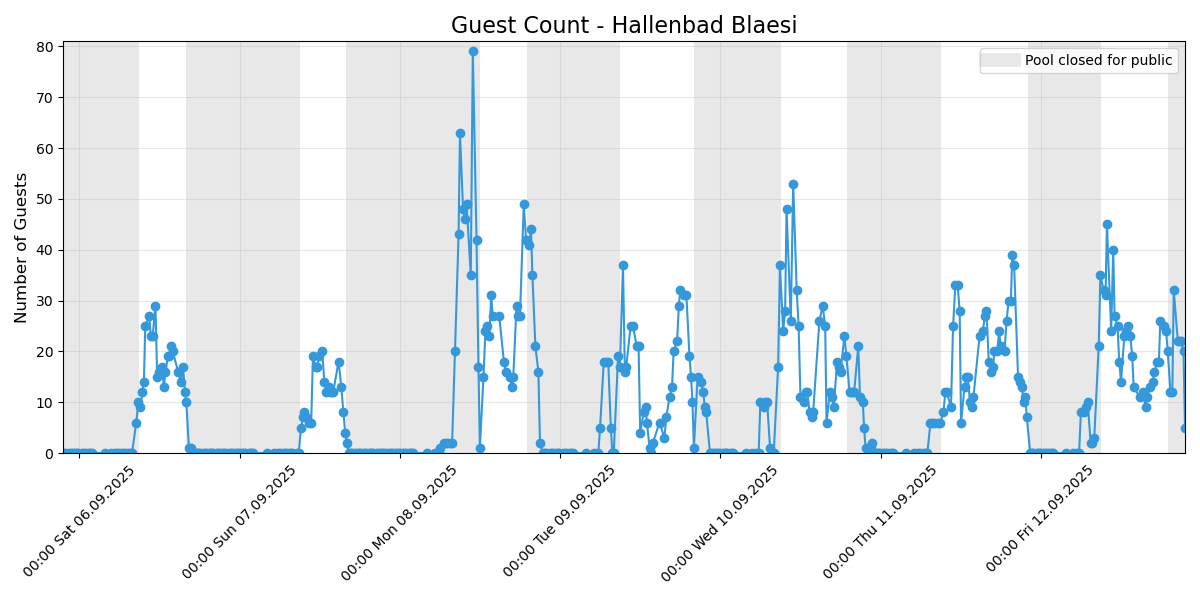 Guest Count - Hallenbad Blaesi
Pool closed for public
Number of Guests
80
70
60
50
40
30
20
10
0
00:00 Sat 06.09.2025
00:00 Sun 07.09.2025
00:00 Mon 08.09.2025
00:00 Tue 09.09.2025
00:00 Wed 10.09.2025
00:00 Thu 11.09.2025
00:00 Fri 12.09.2025